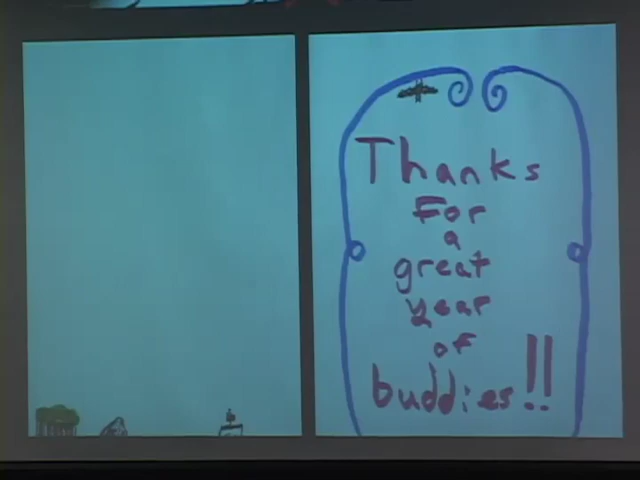 Thanks
For
a
great
year
of
buddies!!